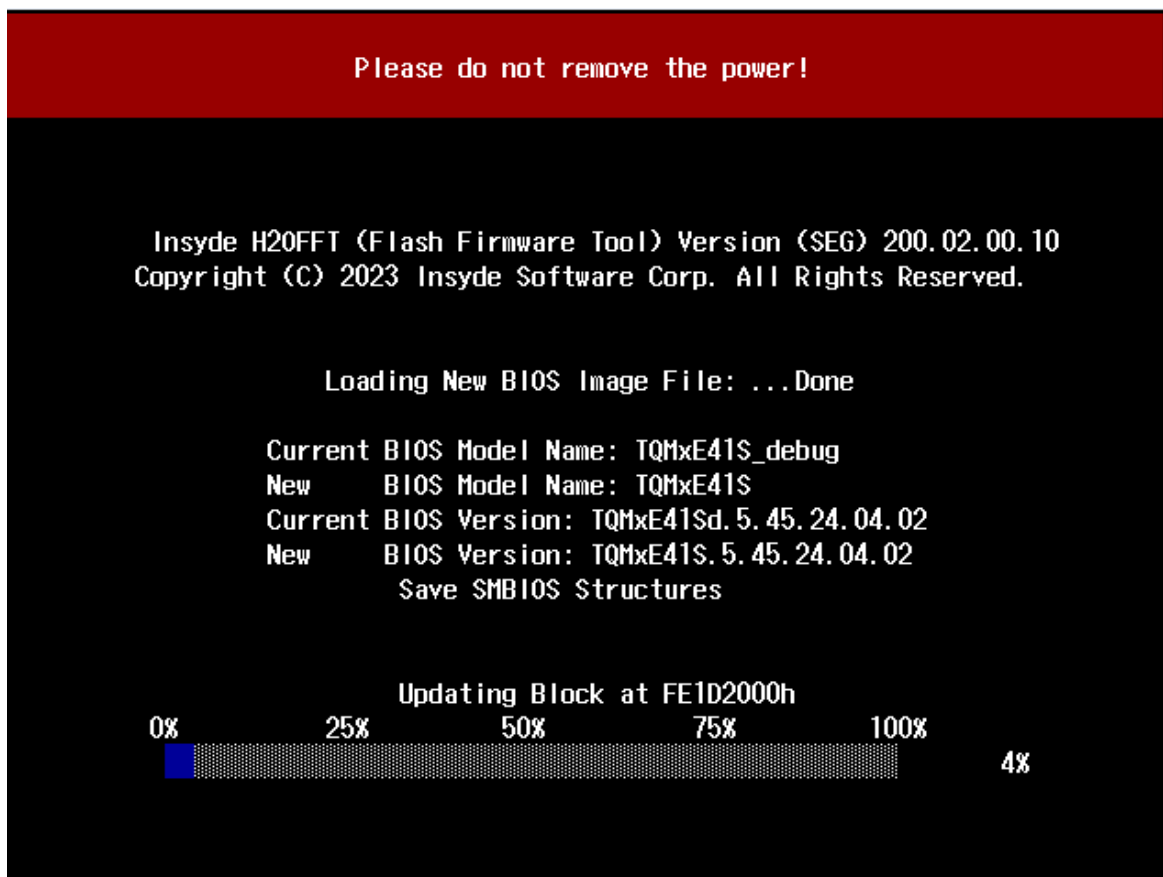 Please do not remove the power!
Insyde H2OFFT (Flash Firmware Tool) Version (SEG) 200.02.00.10
Copyright (C) 2023 Insyde Software Corp. All Rights Reserved.
Loading New BIOS Image File: ...Done
Current BIOS Model Name: TQMxE41S_debug
New BIOS Model Name: TQMxE41S
Current BIOS Version: TQMxE41Sd.5.45.24.04.02
New BIOS Version: TQMxE41S.5.45.24.04.02
Save SMBIOS Structures
Updating Block at FE1D2000h
0% 25% 50% 75% 100%
4%